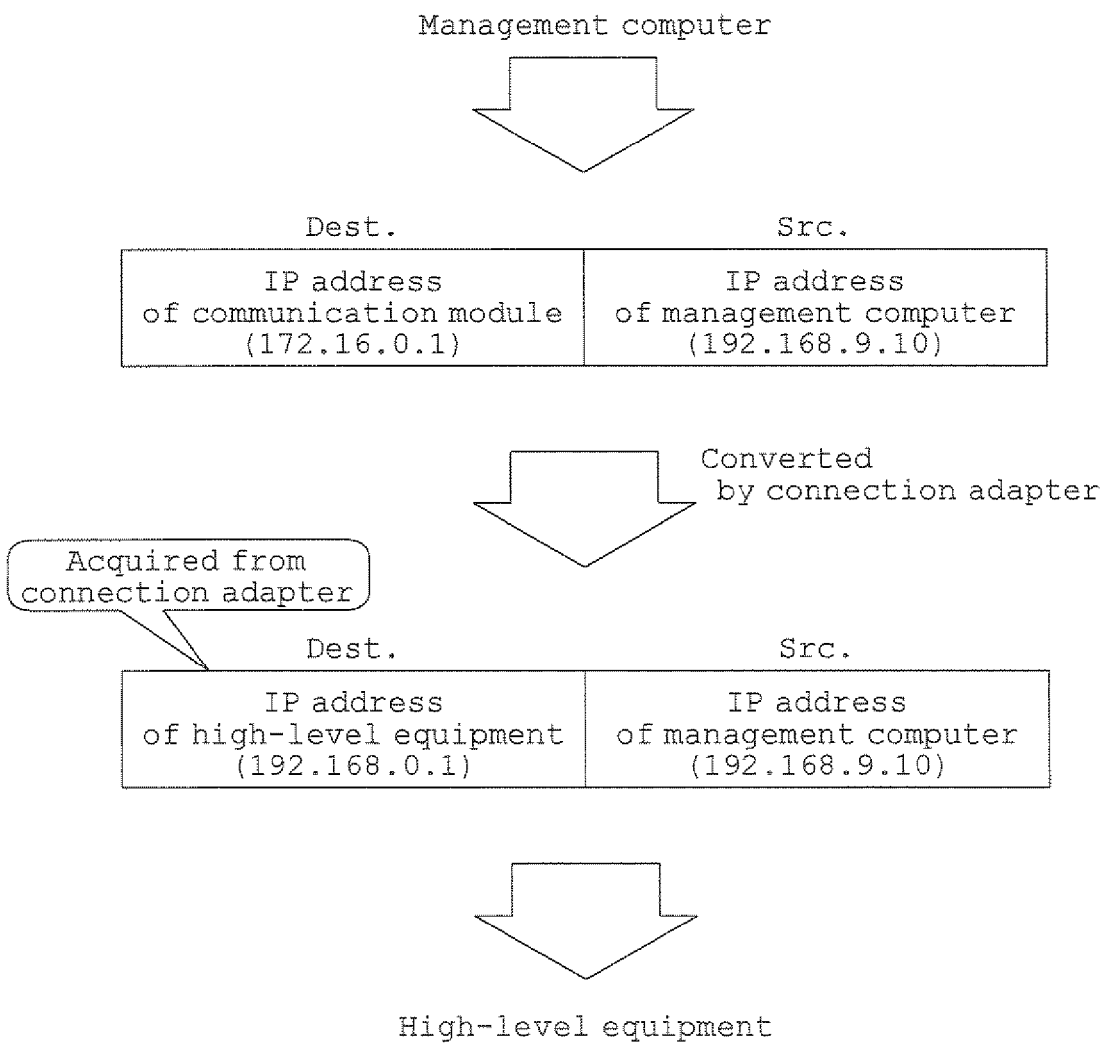 Management computer
Dest.
Src.
IP address
of communication module
(172.16.0.1)
IP address
of management computer
(192.168.9.10)
Converted
by connection adapter
Acquired from
connection adapter
Dest.
Src.
IP address
of high-level equipment
(192.168.0.1)
IP address
of management computer
(192.168.9.10)
High-level equipment